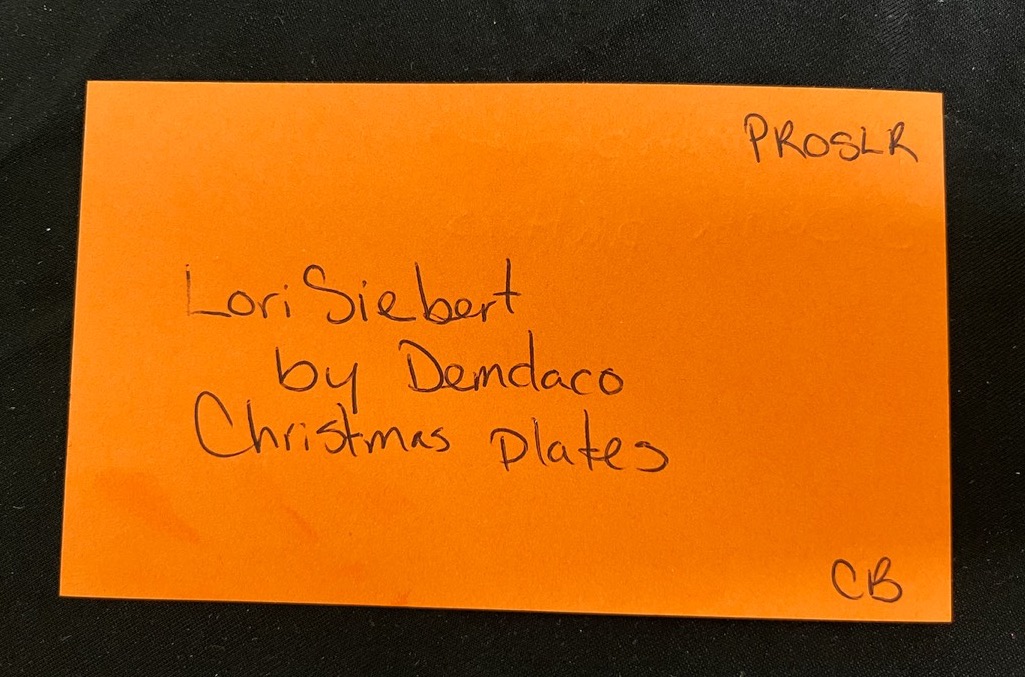 PROSLR
Lori Siebert
by Demdaco
Christmas plates
CB